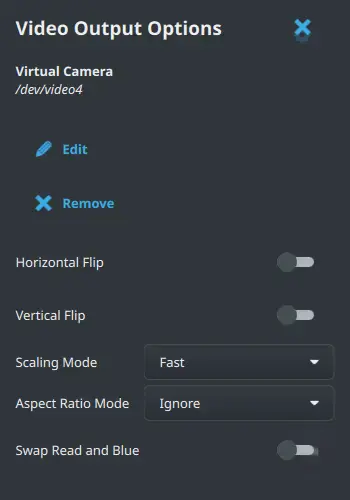 Video Output Options
Virtual Camera
/dev/video4
Edit
Remove
Horizontal Flip
Vertical Flip
Scaling Mode Fast
Aspect Ratio Mode Ignore
Swap Read and Blue